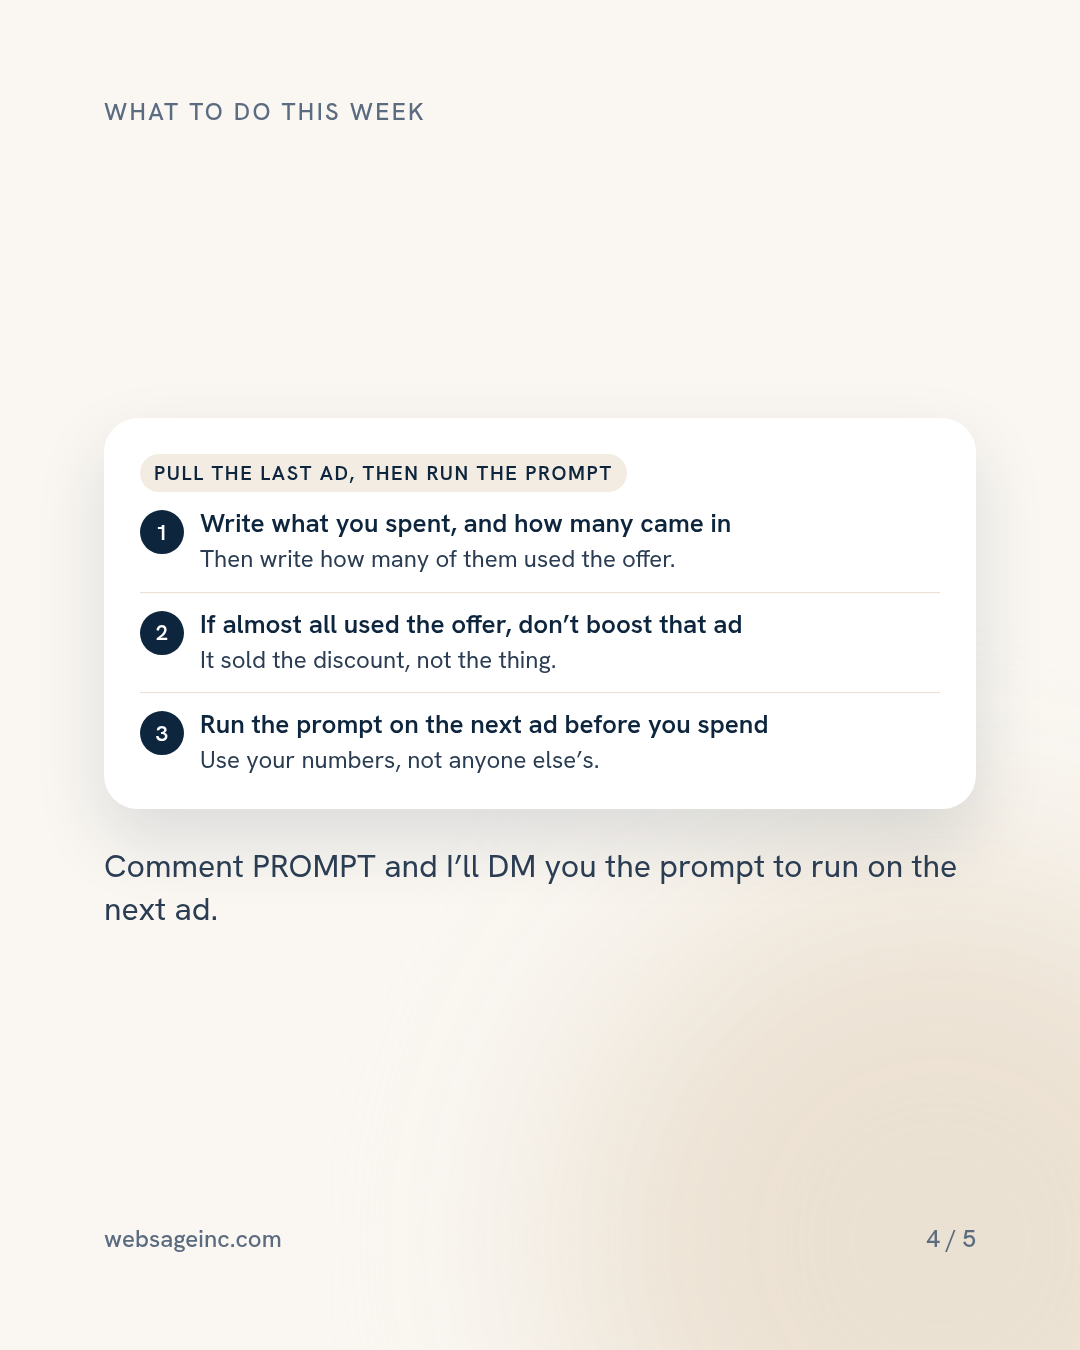 WHAT TO DO THIS WEEK
PULL THE LAST AD, THEN RUN THE PROMPT
1
Write what you spent, and how many came in
Then write how many of them used the offer.
2
If almost all used the offer, don’t boost that ad
It sold the discount, not the thing.
3
Run the prompt on the next ad before you spend
Use your numbers, not anyone else’s.
Comment PROMPT and I’ll DM you the prompt to run on the
next ad.
websageinc.com
4 / 5